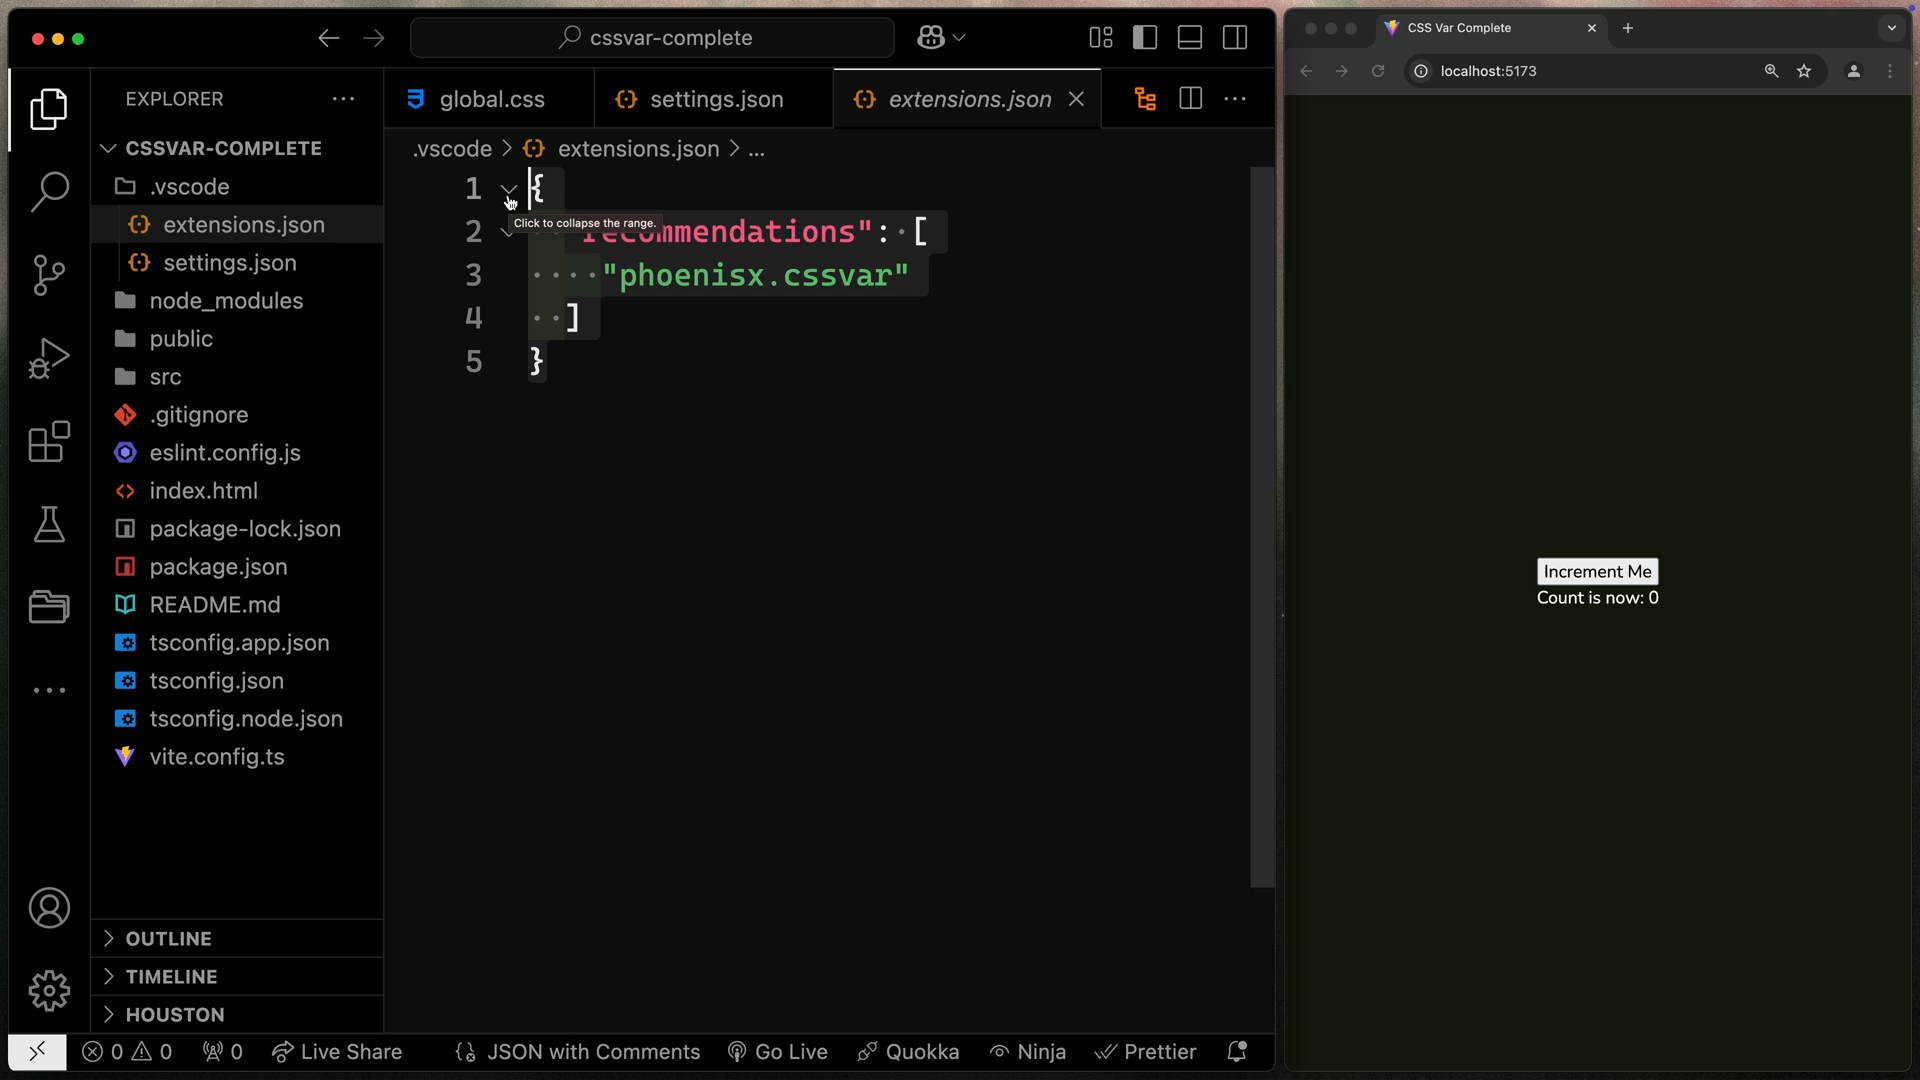 cssvar-complete
EXPLORER
CSSVAR-COMPLETE
.vscode
extensions.json
settings.json
node_modules
public
src
.gitignore
eslint.config.js
index.html
package-lock.json
package.json
README.md
tsconfig.app.json
tsconfig.json
tsconfig.node.json
vite.config.ts
OUTLINE
TIMELINE
HOUSTON
global.css
settings.json
extensions.json
.vscode > extensions.json > ...
1 {
Click to collapse the range.
2 recommendations": [
3 "phoenisx.cssvar"
4 ]
5 }
0 0 0 Live Share JSON with Comments Go Live Quokka Ninja Prettier
CSS Var Complete
localhost:5173
Increment Me
Count is now: 0